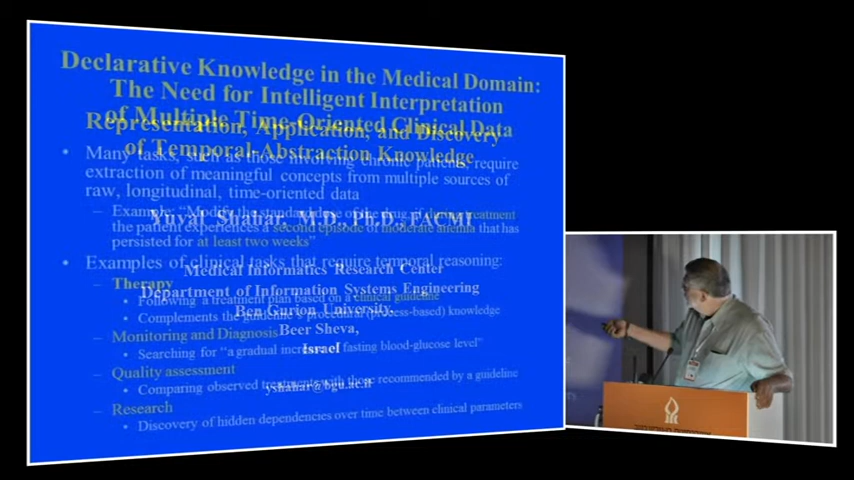 Declarative Knowledge in the Medical Domain:
The Need for Intelligent Interpretation
of Multiple Time-Oriented Clinical Data
Representation, Application, and Discovery
of Temporal-Abstraction Knowledge
• Many tasks, such as those involving chronic patients, require
extraction of meaningful concepts from multiple sources of
raw, longitudinal, time-oriented data
– Example: "Modify the standard dose of the drug, if during treatment
the patient experiences a second episode of moderate anemia that has
persisted for at least two weeks"
Yuval Shahar, M.D., Ph.D., FACMI
• Examples of clinical tasks that require temporal reasoning:
Medical Informatics Research Center
– Therapy
Department of Information Systems Engineering
• Following a treatment plan based on a clinical guideline
Ben Gurion University,
• Complements the guideline's procedural (process-based) knowledge
Beer Sheva,
– Monitoring and Diagnosis
Israel
• Searching for "a gradual increase fasting blood-glucose level"
– Quality assessment
• Comparing observed treatments with those recommended by a guideline
yshahar@bgu.ac.il
– Research
• Discovery of hidden dependencies over time between clinical parameters